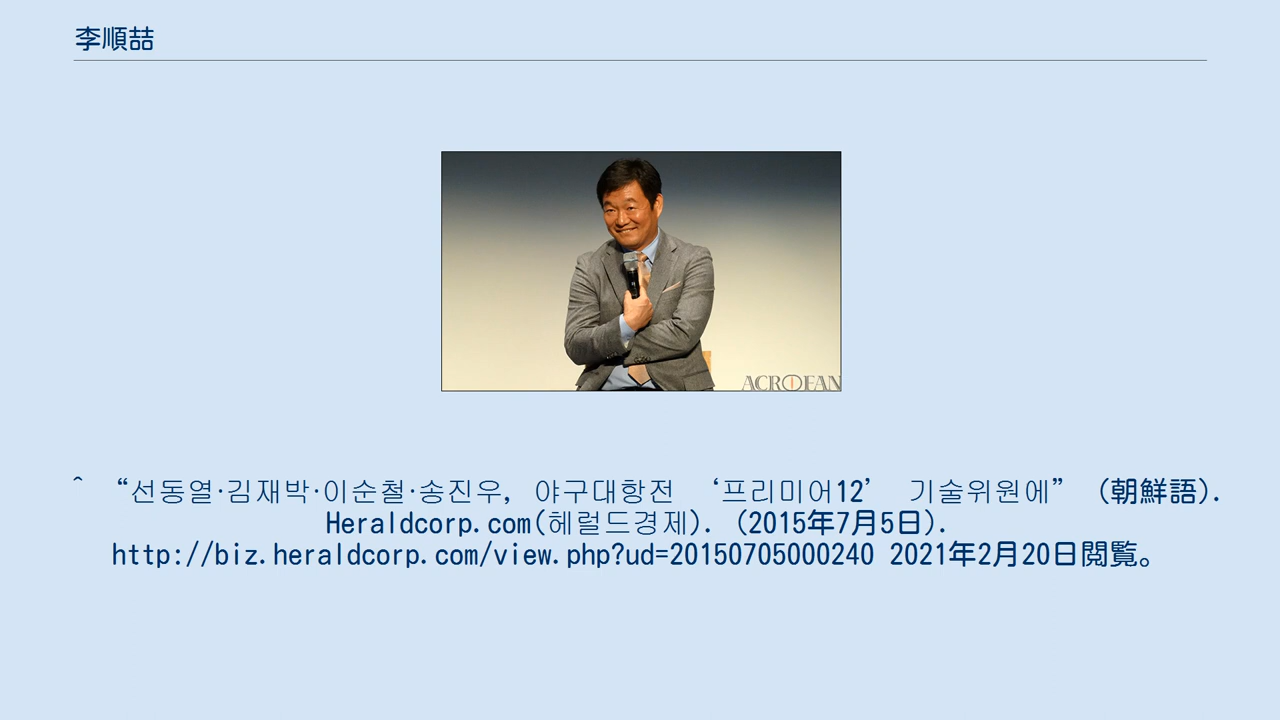 李順喆
ACROFAN
^ “선동열·김재박·이순철·송진우, 야구대항전 ‘프리미어12’ 기술위원에” (朝鮮語).
Heraldcorp.com(헤럴드경제). (2015年7月5日).
http://biz.heraldcorp.com/view.php?ud=20150705000240 2021年2月20日閲覧。